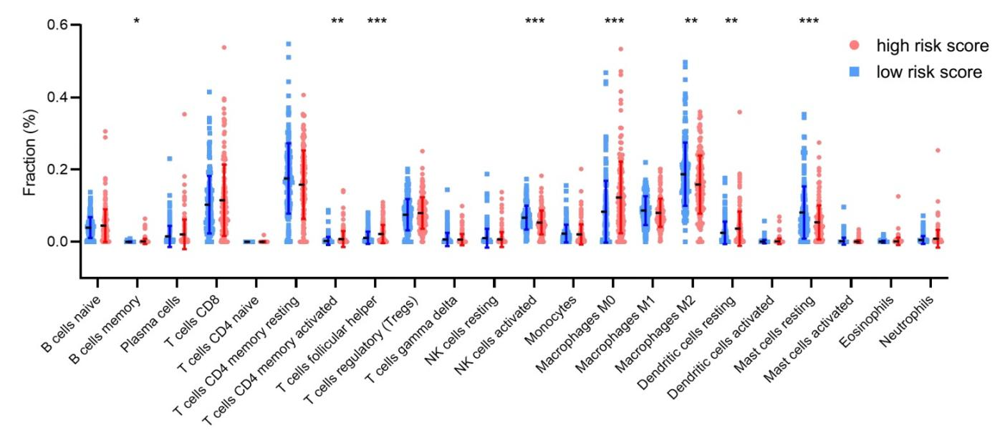 * ** *** *** *** ** ** ***
0.6
high risk score
low risk score
0.4
0.2
0.0
Fraction (%)
B cells naive
B cells memory
Plasma cells
T cells CD8
T cells CD4 naive
T cells CD4 memory resting
T cells CD4 memory activated
T cells follicular helper
T cells regulatory (Tregs)
T cells gamma delta
NK cells resting
NK cells activated
Monocytes
Macrophages M0
Macrophages M1
Macrophages M2
Dendritic cells resting
Dendritic cells activated
Mast cells resting
Mast cells activated
Eosinophils
Neutrophils